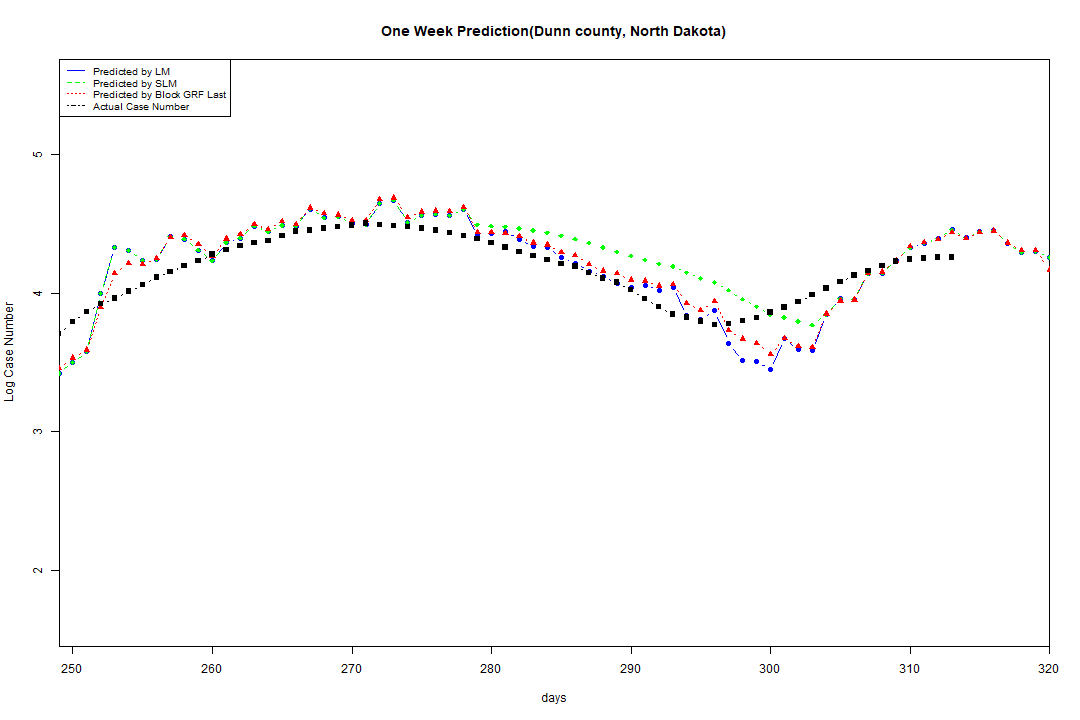 One Week Prediction(Dunn county, North Dakota)
Predicted by LM
Predicted by SLM
Predicted by Block GRF Last
Actual Case Number
5
4
3
2
Log Case Number
250 260 270 280 290 300 310 320
days